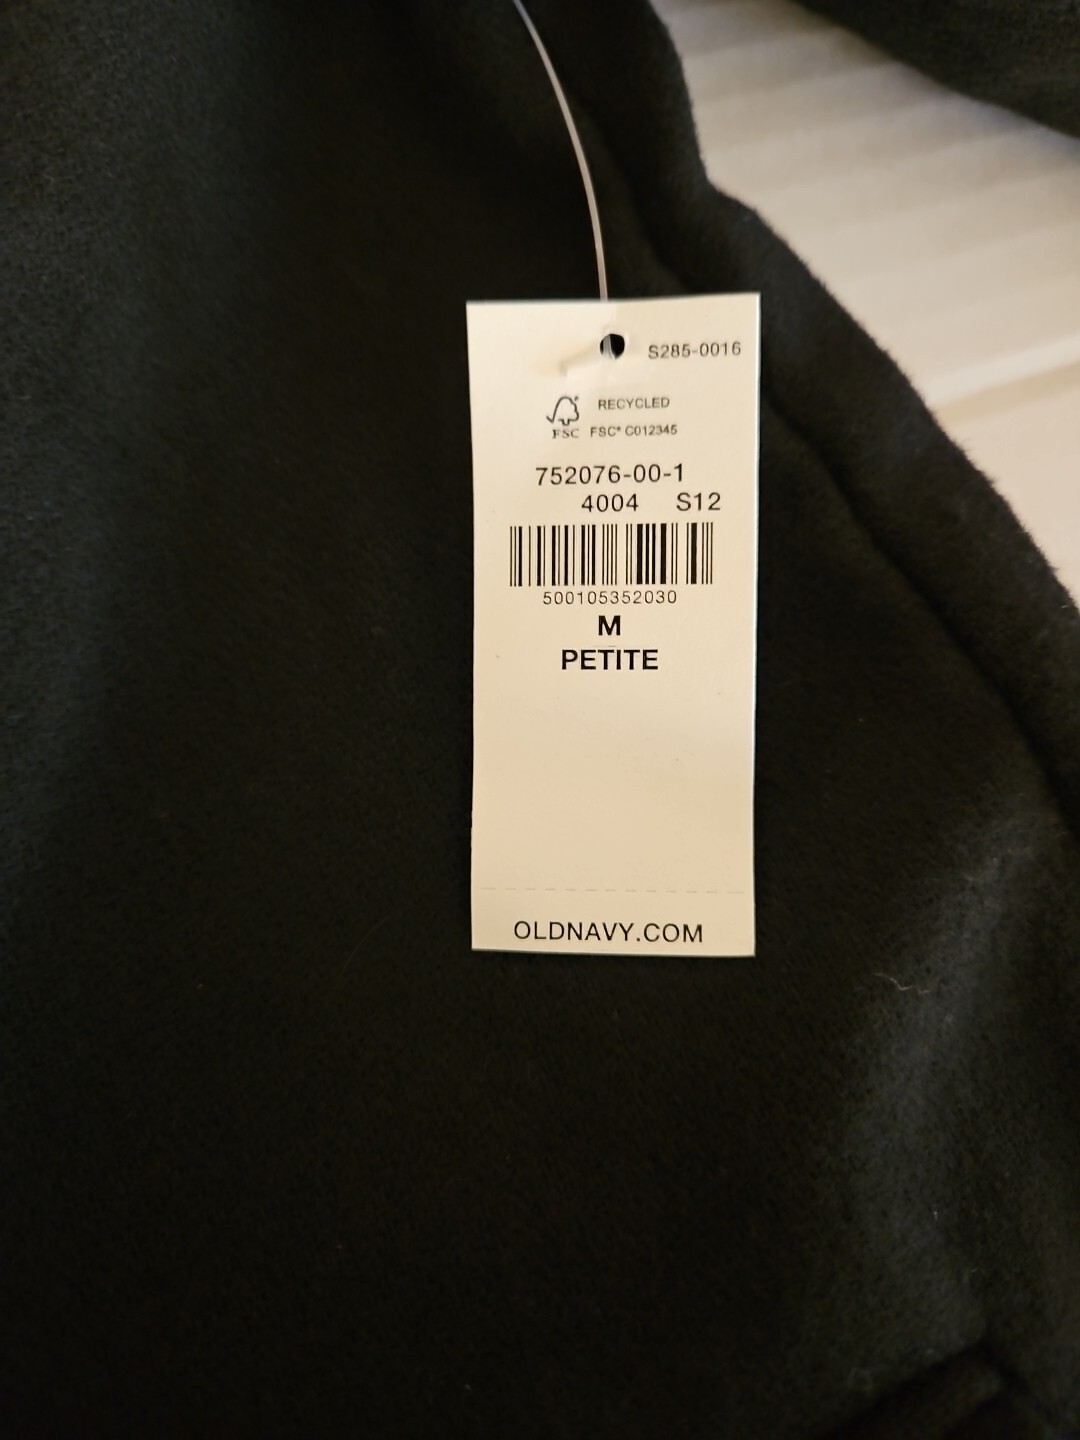 S285-0016
RECYCLED
FSC FSC® C012345
752076-00-1
4004 S12
500105352030
M
PETITE
OLDNAVY.COM